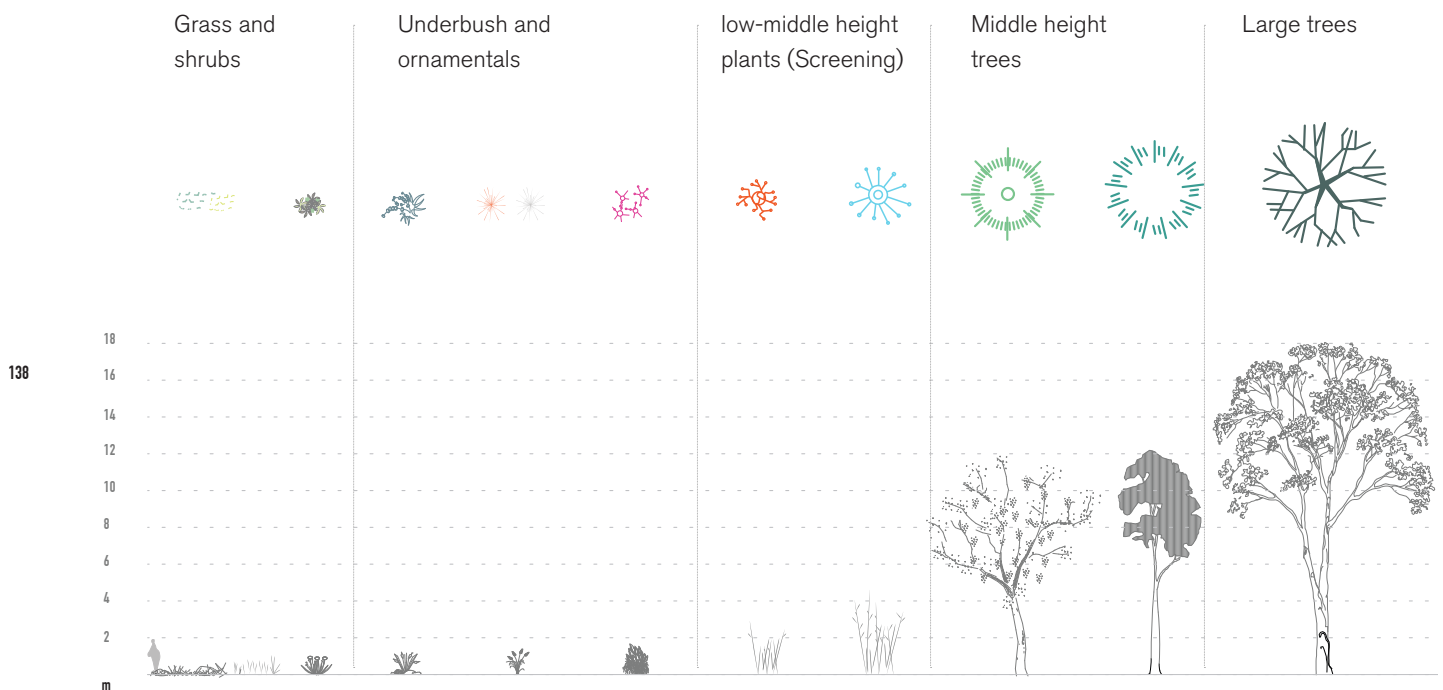 Grass and
shrubs
Underbush and
ornamentals
low-middle height
plants (Screening)
Middle height
trees
Large trees
138
18
16
14
12
10
8
6
4
2
m